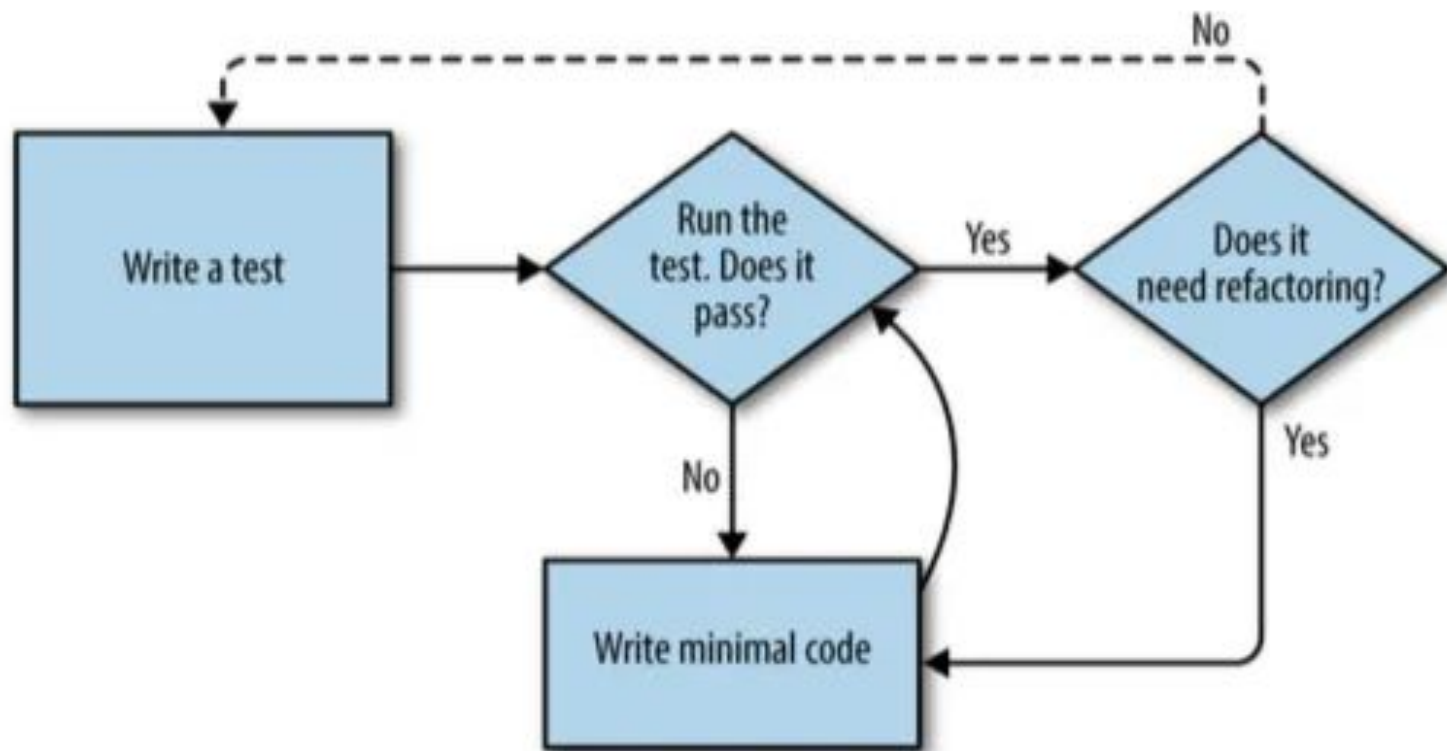 No
Write a test
Run the
test. Does it
pass?
Yes
Does it
need refactoring?
No
Yes
Write minimal code